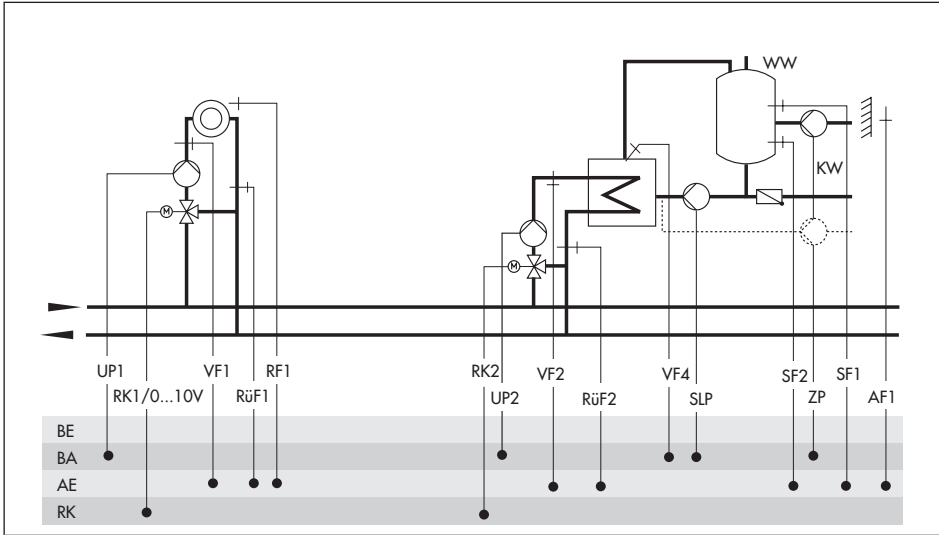 WW
KW
M
M
UP1
VF1
RF1
RK1/0...10V
RüF1
RK2
VF2
VF4
SF2
SF1
UP2
RüF2
SLP
ZP
AF1
BE
BA
AE
RK